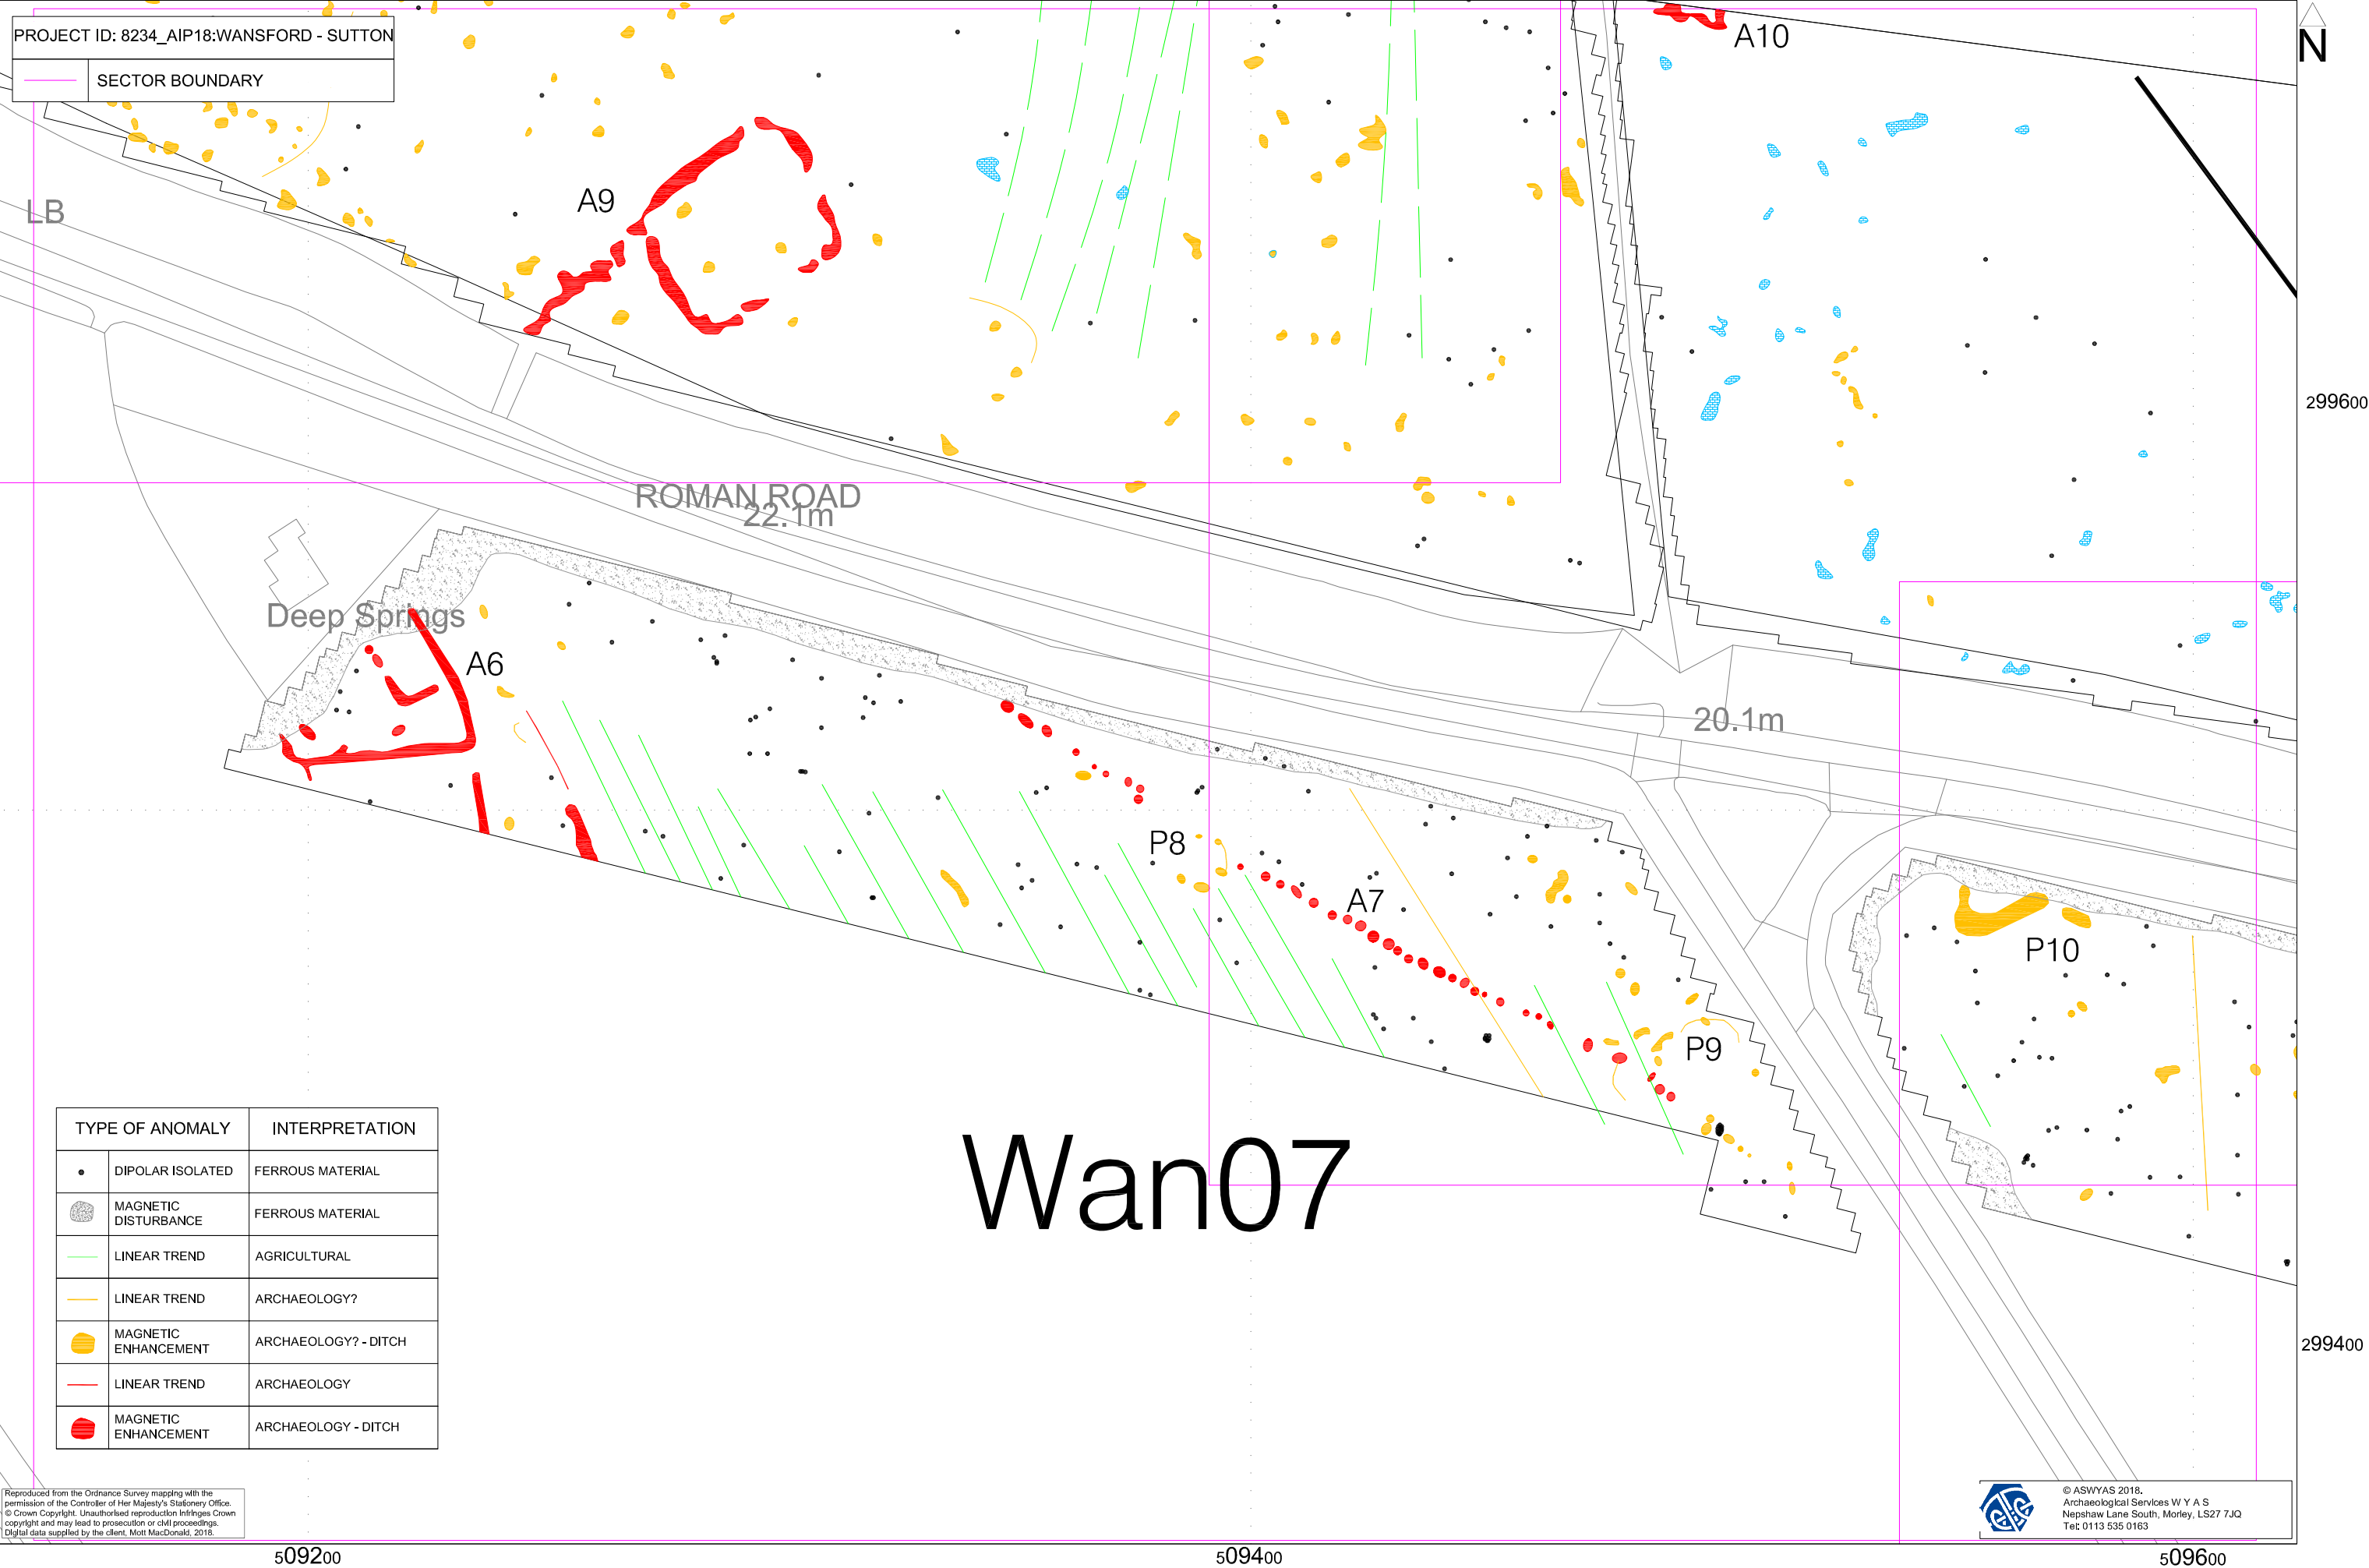 PROJECT ID: 8234_AIP18:WANSFORD - SUTTON
SECTOR BOUNDARY
N
A10
A9
LB
299600
ROMAN ROAD
22.1m
Deep Springs
A6
20.1m
P8
A7
P10
P9
Wan07
TYPE OF ANOMALY INTERPRETATION
DIPOLAR ISOLATED FERROUS MATERIAL
MAGNETIC
DISTURBANCE
FERROUS MATERIAL
LINEAR TREND AGRICULTURAL
LINEAR TREND ARCHAEOLOGY?
MAGNETIC
ENHANCEMENT
ARCHAEOLOGY? - DITCH
LINEAR TREND ARCHAEOLOGY
MAGNETIC
ENHANCEMENT
ARCHAEOLOGY - DITCH
299400
Reproduced from the Ordnance Survey mapping with the
permission of the Controller of Her Majesty's Stationery Office.
© Crown Copyright. Unauthorised reproduction infringes Crown
copyright and may lead to prosecution or civil proceedings.
Digital data supplied by the client, Mott MacDonald, 2018.
© ASWYAS 2018.
Archaeological Services W Y A S
Nepshaw Lane South, Morley, LS27 7JQ
Tel: 0113 535 0163
509200
509400
509600